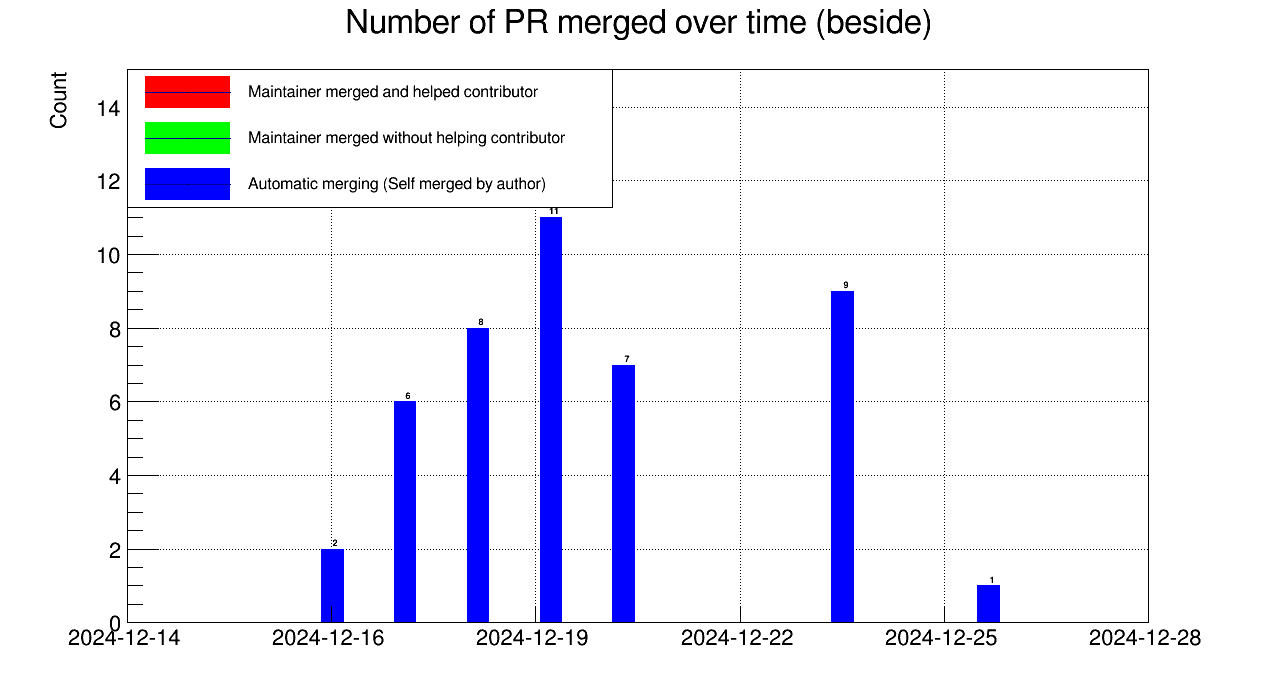 Number of PR merged over time (beside)
Count
Maintainer merged and helped contributor
Maintainer merged without helping contributor
Automatic merging (Self merged by author)
14
12
10
8
6
4
2
0
11
9
8
7
6
2
1
2024-12-14 2024-12-16 2024-12-19 2024-12-22 2024-12-25 2024-12-28